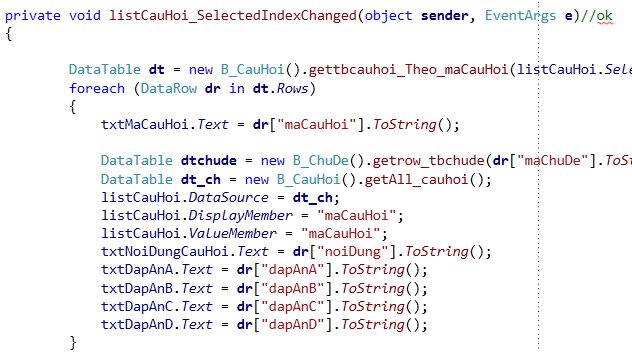 private void listCauHoi_SelectedIndexChanged(object sender, EventArgs e)//ok
{
DataTable dt = new B_CauHoi().gettbcauhoi_Theo_maCauHoi(listCauHoi.Sele
foreach (DataRow dr in dt.Rows)
{
txtMaCauHoi.Text = dr["maCauHoi"].ToString();
DataTable dtchude = new B_ChuDe().getrow_tbchude(dr["maChuDe"].ToS
DataTable dt_ch = new B_CauHoi().getAll_cauhoi();
listCauHoi.DataSource = dt_ch;
listCauHoi.DisplayMember = "maCauHoi";
listCauHoi.ValueMember = "maCauHoi";
txtNoiDungCauHoi.Text = dr["noiDung"].ToString();
txtDapAnA.Text = dr["dapAnA"].ToString();
txtDapAnB.Text = dr["dapAnB"].ToString();
txtDapAnC.Text = dr["dapAnC"].ToString();
txtDapAnD.Text = dr["dapAnD"].ToString();
}